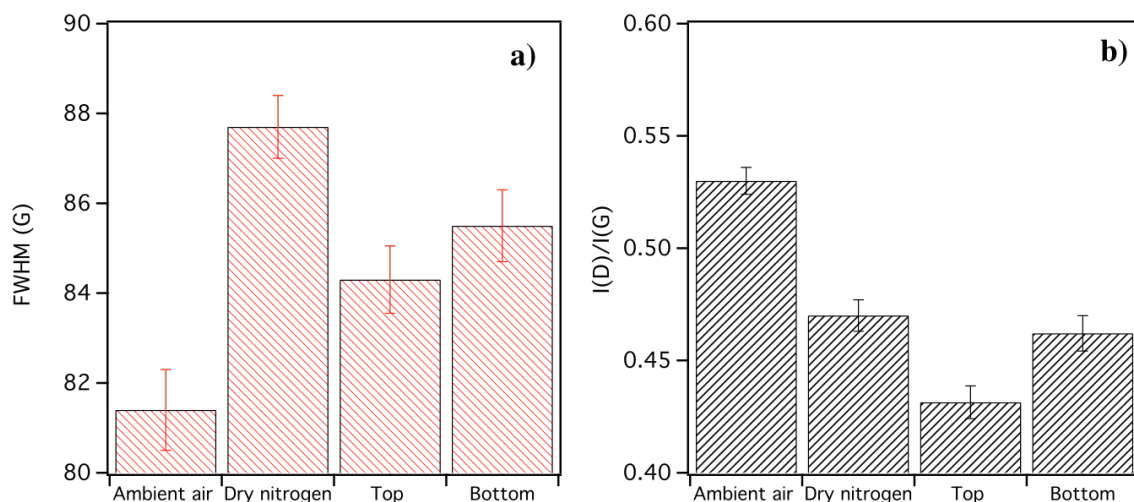 a)
FWHM (G)
90
88
86
84
82
80
Ambient air
Dry nitrogen
Top
Bottom
b)
I(D)/I(G)
0.60
0.55
0.50
0.45
0.40
Ambient air
Dry nitrogen
Top
Bottom